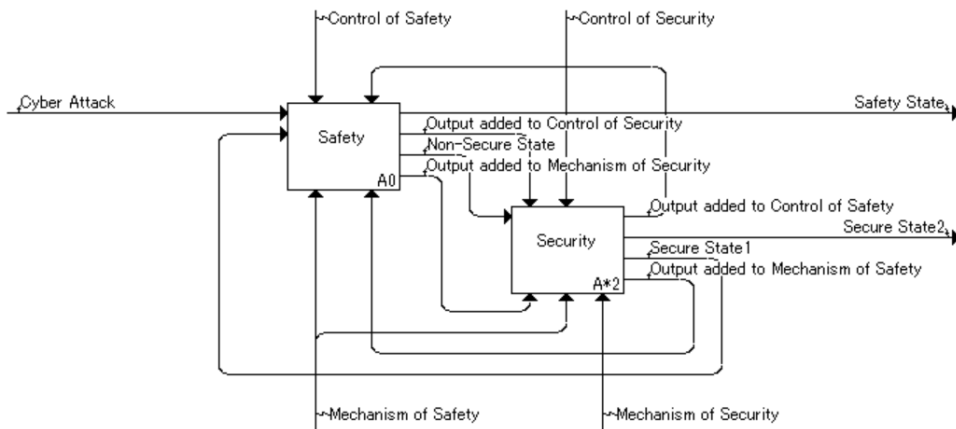 Control of Safety
Control of Security
Cyber Attack
Safety State
Safety
Output added to Control of Security
Non-Secure State
Output added to Mechanism of Security
A0
Output added to Control of Safety
Secure State2
Security
Secure State1
Output added to Mechanism of Safety
A*2
Mechanism of Safety
Mechanism of Security